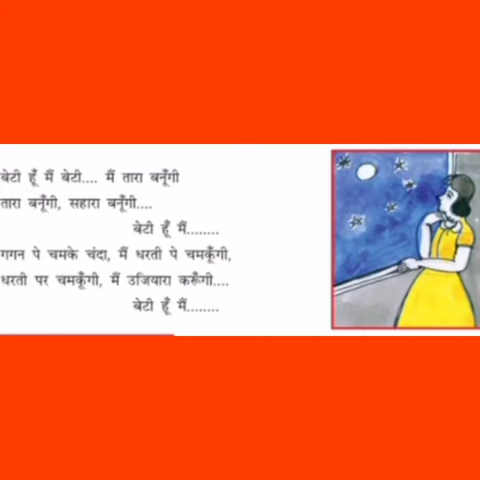 बेटी हूँ मैं बेटी.... मैं तारा बनूँगी
तारा बनूँगी, सहारा बनूँगी....
बेटी हूँ मैं........
गगन पे चमके चंदा, मैं धरती पे चमकूँगी,
धरती पर चमकूँगी, मैं उजियारा करूँगी....
बेटी हूँ मैं........